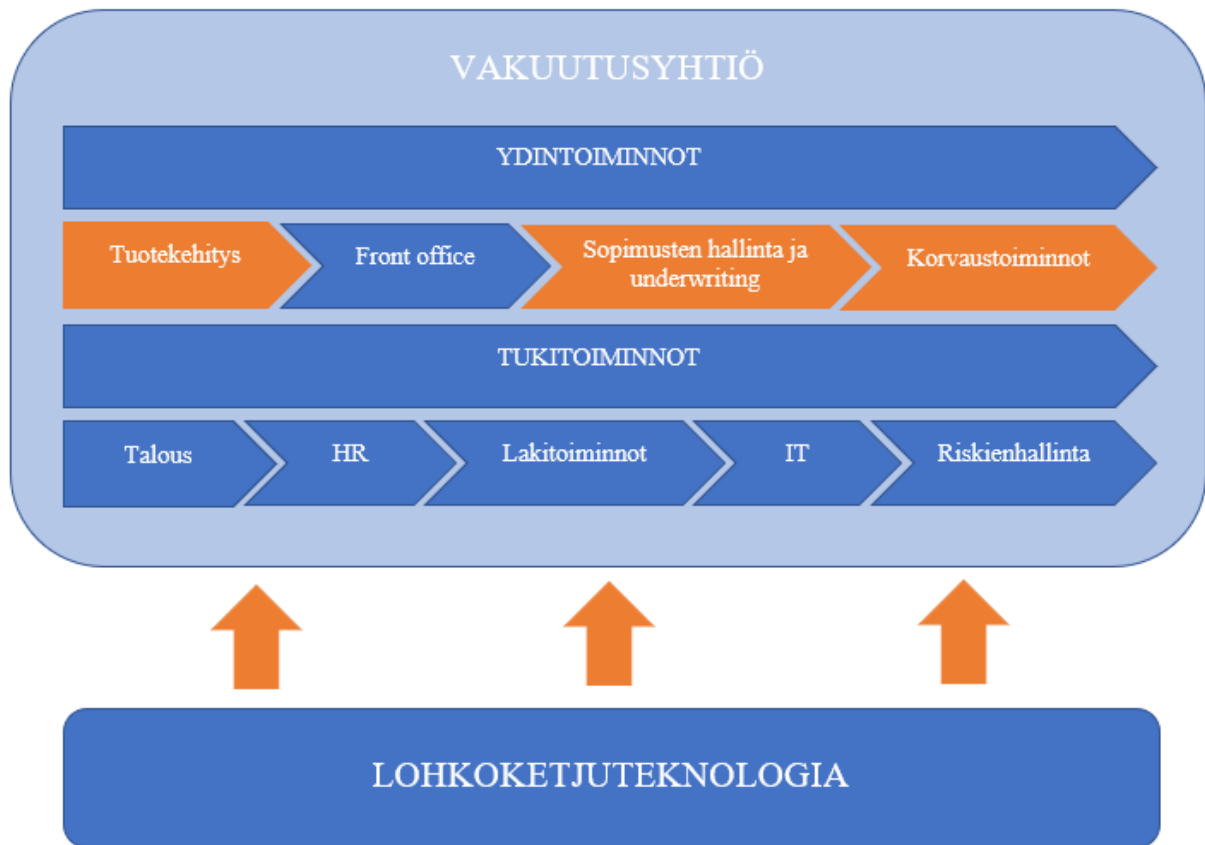 VAKUUTUSYHTIÖ
YDINTOIMINNOT
Tuotekehitys
Front office
Sopimusten hallinta ja
underwriting
Korvaustoiminnot
TUKITOIMINNOT
Talous
HR
Lakitoiminnot
IT
Riskienhallinta
LOHKOKETJUTEKNOLOGIA